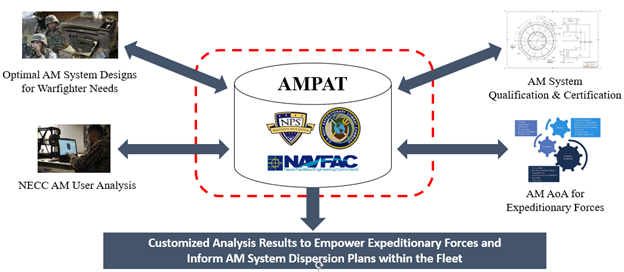 Optimal AM System Designs
for Warfighter Needs
NECC AM User Analysis
AMPAT
NPS
NAVFAC
Naval Facilities Engineering Command
AM System
Qualification & Certification
AM AoA for
Expeditionary Forces
Customized Analysis Results to Empower Expeditionary Forces and
Inform AM System Dispersion Plans within the Fleet